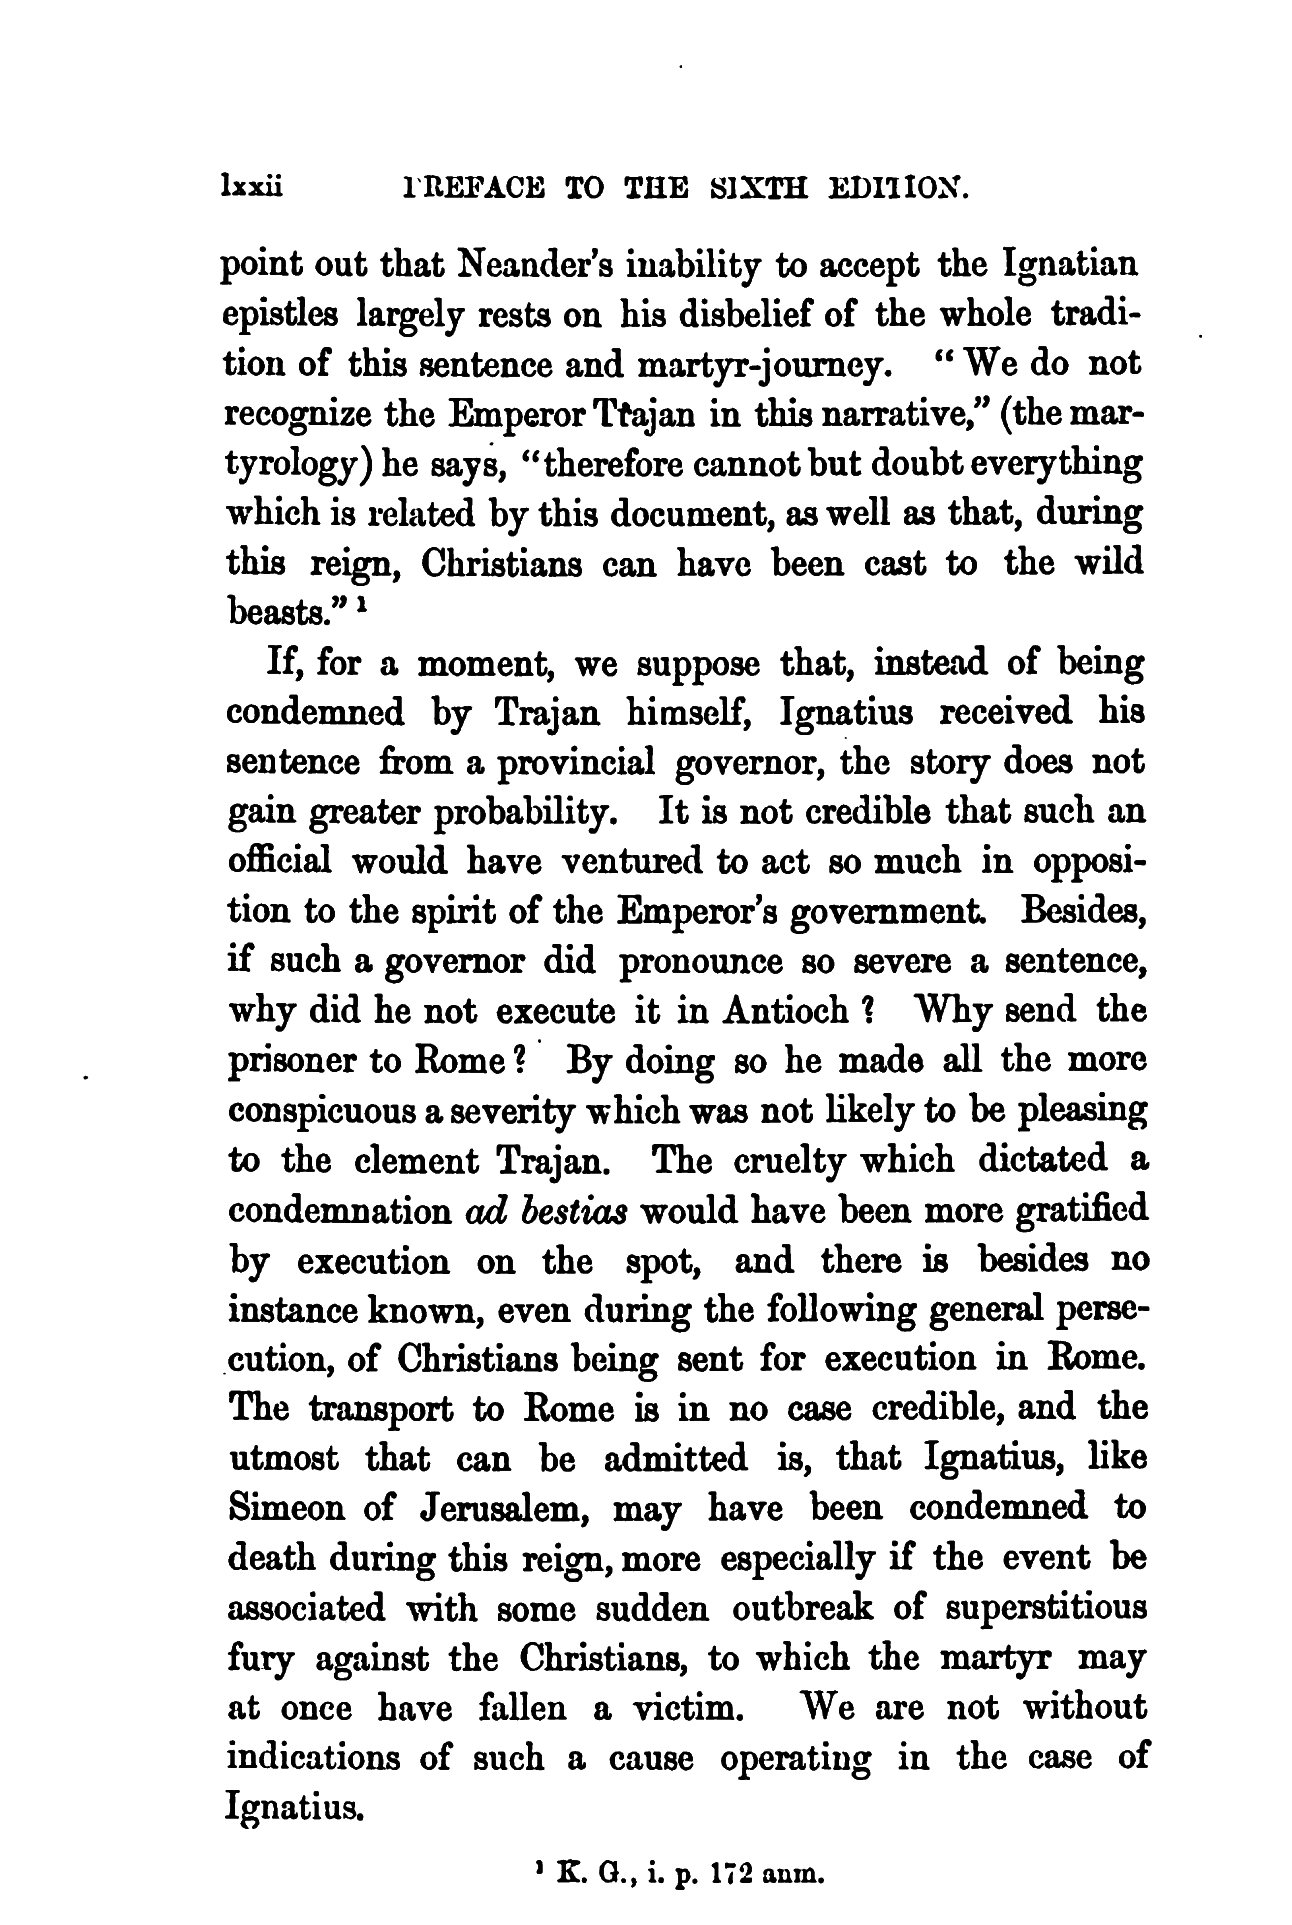 lxxii PREFACE TO THE SIXTH EDITION.
point out that Neander's inability to accept the Ignatian
epistles largely rests on his disbelief of the whole tradi-
tion of this sentence and martyr-journey. "We do not
recognize the Emperor Trajan in this narrative," (the mar-
tyrology) he says, "therefore cannot but doubt everything
which is related by this document, as well as that, during
this reign, Christians can have been cast to the wild
beasts." ¹
If, for a moment, we suppose that, instead of being
condemned by Trajan himself, Ignatius received his
sentence from a provincial governor, the story does not
gain greater probability. It is not credible that such an
official would have ventured to act so much in opposi-
tion to the spirit of the Emperor's government. Besides,
if such a governor did pronounce so severe a sentence,
why did he not execute it in Antioch? Why send the
prisoner to Rome? By doing so he made all the more
conspicuous a severity which was not likely to be pleasing
to the clement Trajan. The cruelty which dictated a
condemnation ad bestias would have been more gratified
by execution on the spot, and there is besides no
instance known, even during the following general perse-
cution, of Christians being sent for execution in Rome.
The transport to Rome is in no case credible, and the
utmost that can be admitted is, that Ignatius, like
Simeon of Jerusalem, may have been condemned to
death during this reign, more especially if the event be
associated with some sudden outbreak of superstitious
fury against the Christians, to which the martyr may
at once have fallen a victim. We are not without
indications of such a cause operating in the case of
Ignatius.
¹ K. G., i. p. 172 anm.